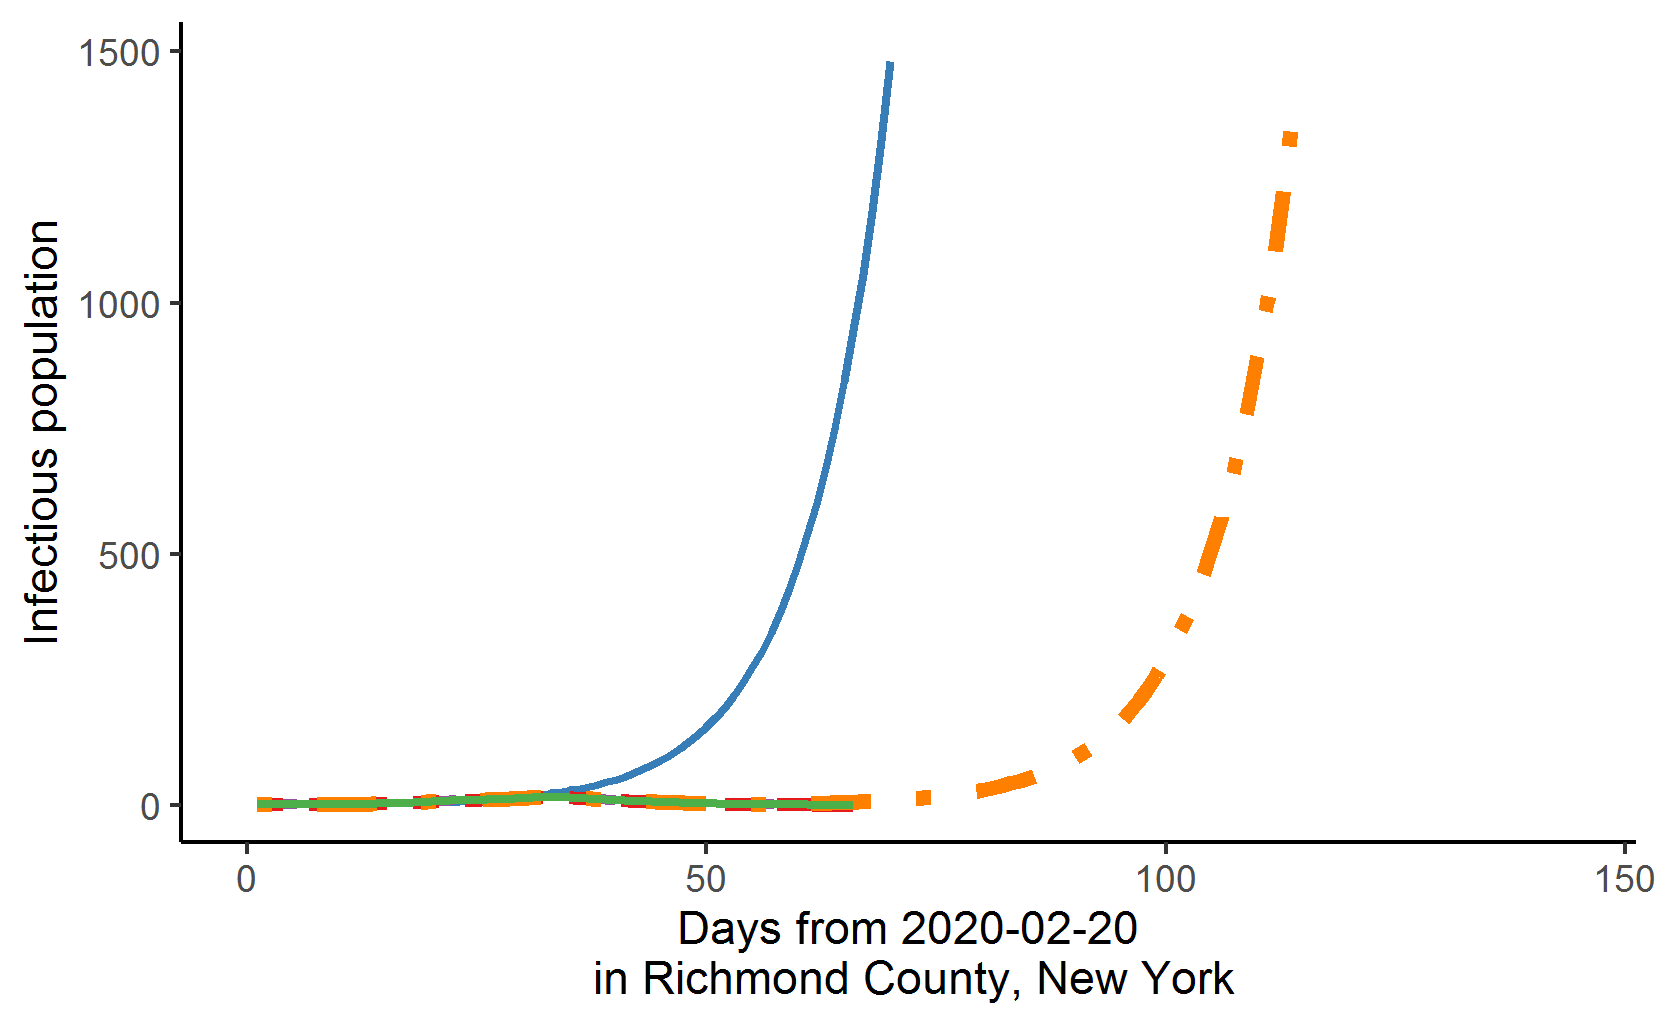 1500
1000
500
0
Infectious population
0 50 100 150
Days from 2020-02-20
in Richmond County, New York